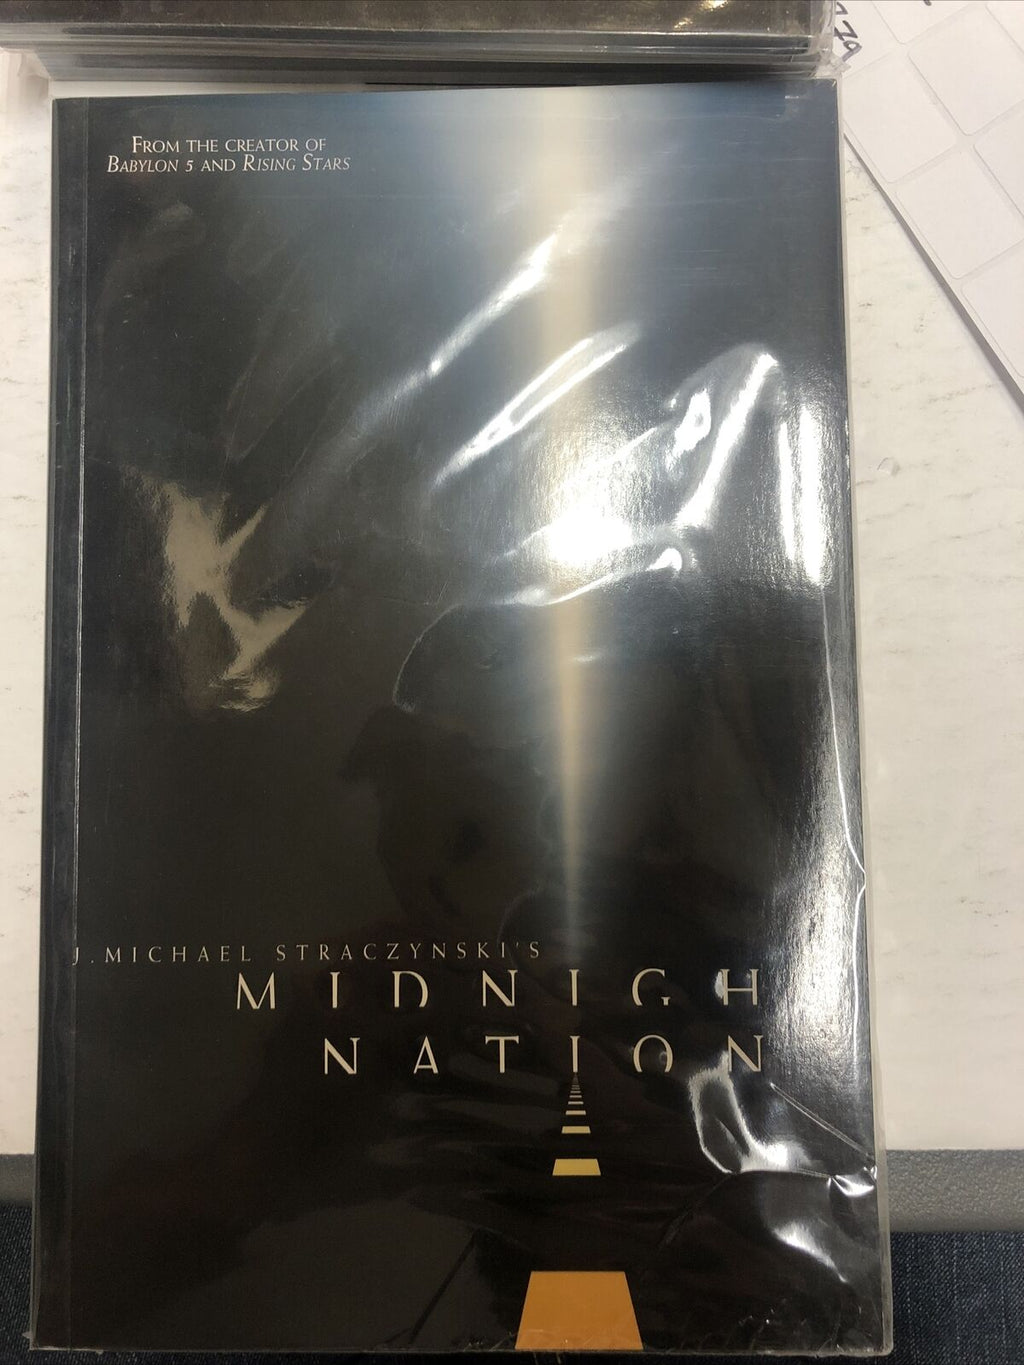 FROM THE CREATOR OF
BABYLON 5 AND RISING STARS
J. MICHAEL STRACZYNSKI'S
MIDNIGH
NATION